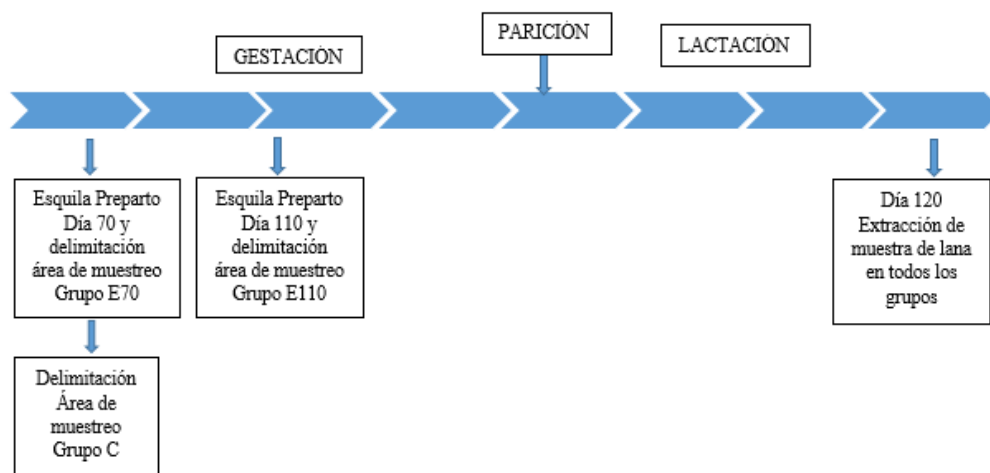 GESTACIÓN
PARICIÓN
LACTACIÓN
Esquila Preparto
Día 70 y
delimitación
área de muestreo
Grupo E70
Esquila Preparto
Día 110 y
delimitación
área de muestreo
Grupo E110
Día 120
Extracción de
muestra de lana
en todos los
grupos
Delimitación
Área de
muestreo
Grupo C